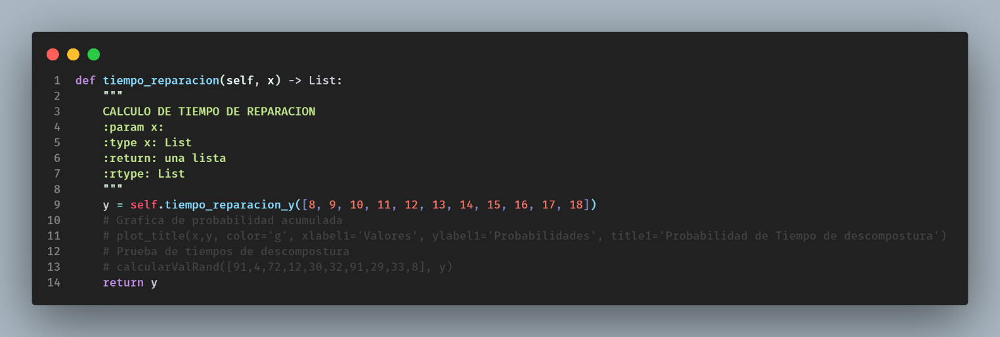 1 def tiempo_reparacion(self, x) -> List:
2     """
3     CALCULO DE TIEMPO DE REPARACION
4     :param x:
5     :type x: List
6     :return: una lista
7     :rtype: List
8     """
9     y = self.tiempo_reparacion_y([8, 9, 10, 11, 12, 13, 14, 15, 16, 17, 18])
10     # Grafica de probabilidad acumulada
11     # plot_title(x,y, color='g', xlabel1='Valores', ylabel1='Probabilidades', title1='Probabilidad de Tiempo de descompostura')
12     # Prueba de tiempos de descompostura
13     # calcularValRand([91,4,72,12,30,32,91,29,33,8], y)
14     return y